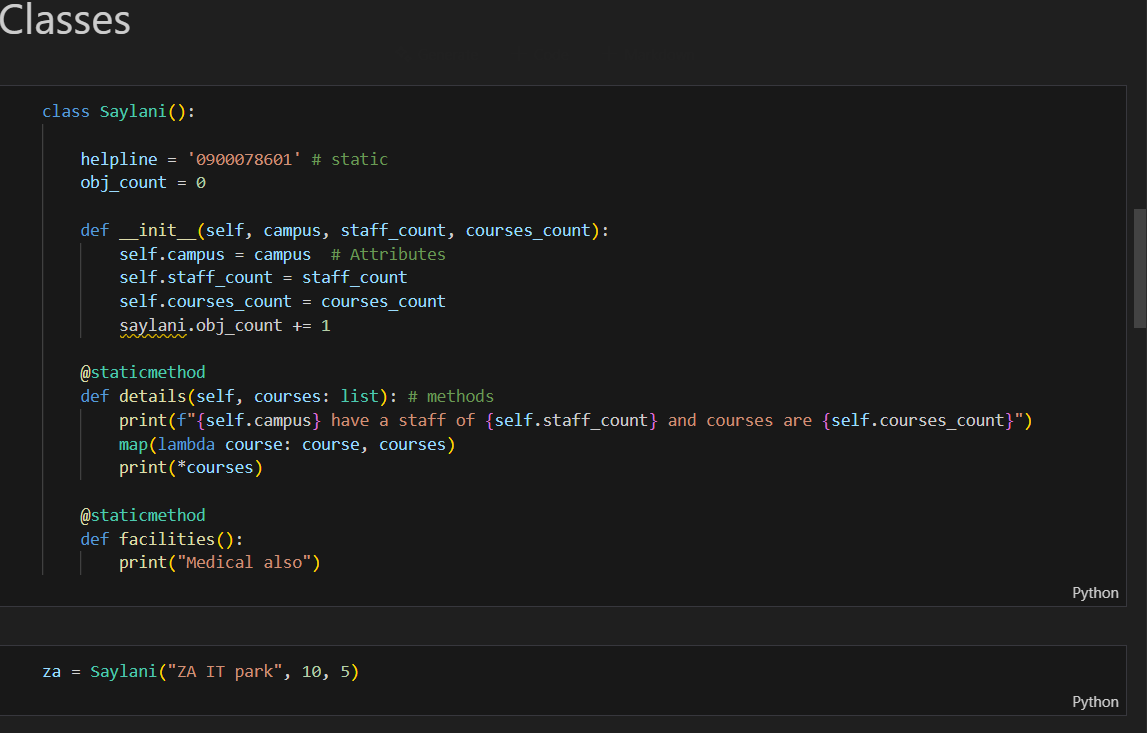 Classes
class Saylani():
helpline = '0900078601' # static
obj_count = 0
def __init__(self, campus, staff_count, courses_count):
self.campus = campus  # Attributes
self.staff_count = staff_count
self.courses_count = courses_count
saylani.obj_count += 1
@staticmethod
def details(self, courses: list): # methods
print(f"{self.campus} have a staff of {self.staff_count} and courses are {self.courses_count}")
map(lambda course: course, courses)
print(*courses)
@staticmethod
def facilities():
print("Medical also")
Python
za = Saylani("ZA IT park", 10, 5)
Python